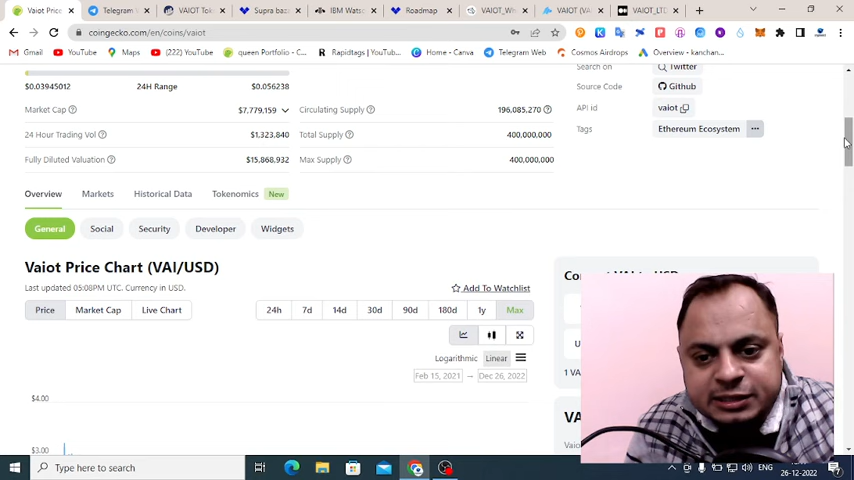 Vaiot Price
Telegram
VAIOT Tok
Supra baza
IBM Watso
Roadmap
VAIOT_Wh
VAIOT (VA
VAIOT_LTD
coingecko.com/en/coins/vaiot
Gmail
YouTube
Maps
(222) YouTube
queen Portfolio - C...
Rapidtags | YouTub...
Home - Canva
Telegram Web
Cosmos Airdrops
Overview - kanchan...
$0.03945012
24H Range
$0.056238
Search on
Twitter
Source Code
Github
Market Cap
$7,779,159
Circulating Supply
196,085,270
API id
vaiot
24 Hour Trading Vol
$1,323,840
Total Supply
400,000,000
Tags
Ethereum Ecosystem
Fully Diluted Valuation
$15,868,932
Max Supply
400,000,000
Overview
Markets
Historical Data
Tokenomics
New
General
Social
Security
Developer
Widgets
Vaiot Price Chart (VAI/USD)
Last updated 05:08PM UTC. Currency in USD.
Add To Watchlist
Price
Market Cap
Live Chart
24h
7d
14d
30d
90d
180d
1y
Max
Logarithmic
Linear
Feb 15, 2021
→
Dec 26, 2022
$4.00
$3.00
1 VA
VA
Type here to search
ENG
26-12-2022